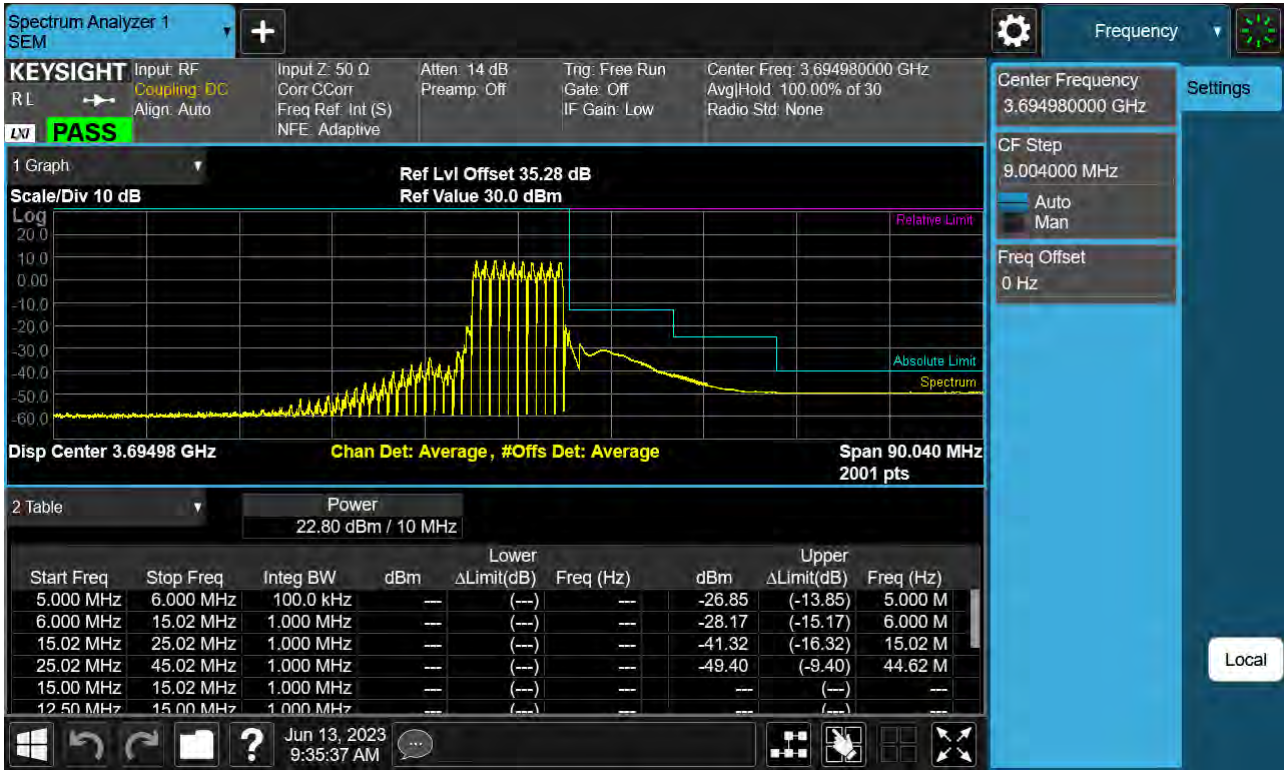 Spectrum Analyzer 1
SEM
Frequency
KEYSIGHT
R L
LXI
PASS
Input: RF
Coupling: DC
Align: Auto
Input Z: 50 Ω
Corr CCorr
Freq Ref: Int (S)
NFE: Adaptive
Atten: 14 dB
Preamp: Off
Trig: Free Run
Gate: Off
IF Gain: Low
Center Freq: 3.694980000 GHz
Avg|Hold: 100.00% of 30
Radio Std: None
Center Frequency
3.694980000 GHz
Settings
CF Step
9.004000 MHz
Auto
Man
Freq Offset
0 Hz
Local
1 Graph
Scale/Div 10 dB
Ref Lvl Offset 35.28 dB
Ref Value 30.0 dBm
Log
20.0
10.0
0.00
-10.0
-20.0
-30.0
-40.0
-50.0
-60.0
Relative Limit
Absolute Limit
Spectrum
Disp Center 3.69498 GHz
Chan Det: Average, #Offs Det: Average
Span 90.040 MHz
2001 pts
2 Table
Power
22.80 dBm / 10 MHz
Lower Upper
Start Freq Stop Freq Integ BW dBm ΔLimit(dB) Freq (Hz) dBm ΔLimit(dB) Freq (Hz)
5.000 MHz 6.000 MHz 100.0 kHz --- (---) --- -26.85 (-13.85) 5.000 M
6.000 MHz 15.02 MHz 1.000 MHz --- (---) --- -28.17 (-15.17) 6.000 M
15.02 MHz 25.02 MHz 1.000 MHz --- (---) --- -41.32 (-16.32) 15.02 M
25.02 MHz 45.02 MHz 1.000 MHz --- (---) --- -49.40 (-9.40) 44.62 M
15.00 MHz 15.02 MHz 1.000 MHz --- (---) --- --- (---) ---
12.50 MHz 15.00 MHz 1.000 MHz --- (---) --- --- (---) ---
Jun 13, 2023
9:35:37 AM